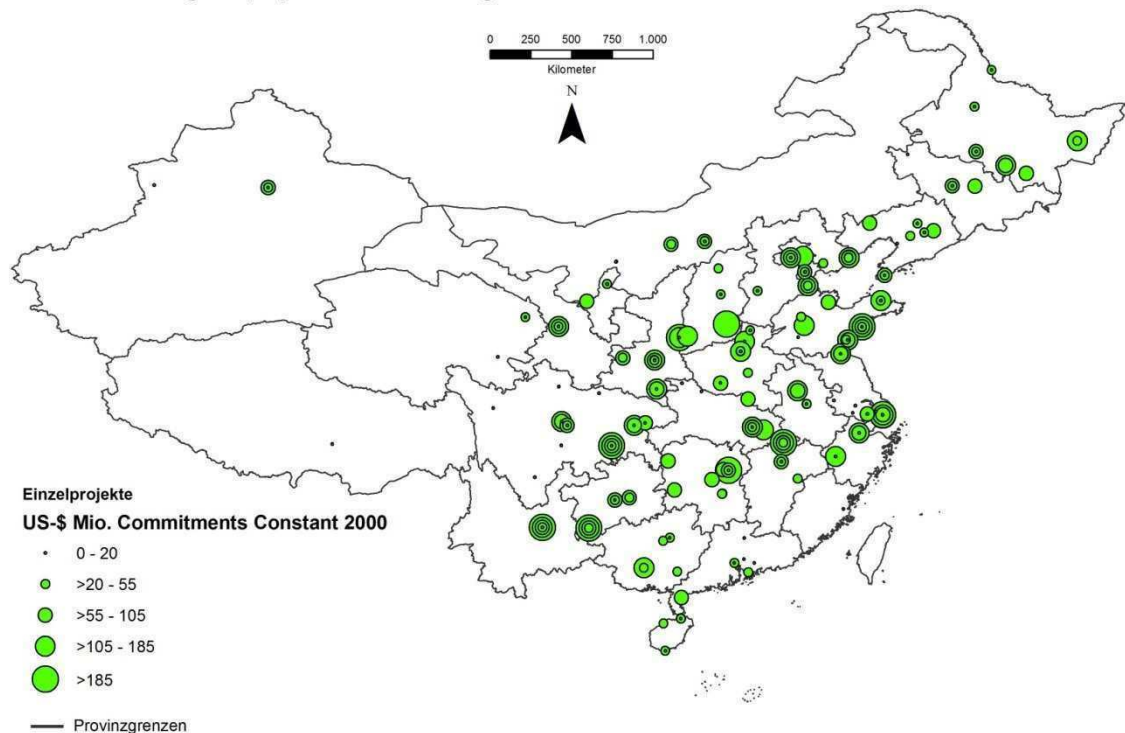 0 250 500 750 1.000
Kilometer
N
Einzelprojekte
US-$ Mio. Commitments Constant 2000
0 - 20
>20 - 55
>55 - 105
>105 - 185
>185
Provinzgrenzen